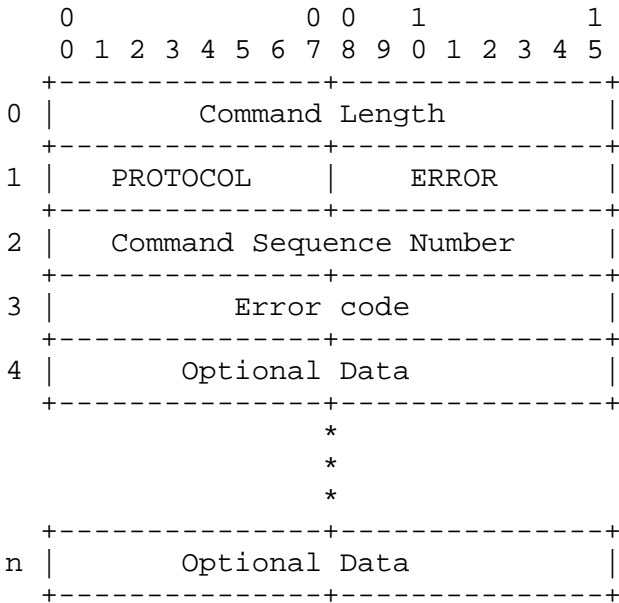 0             0 0   1         1
    0 1 2 3 4 5 6 7 8 9 0 1 2 3 4 5
   +---------------+---------------+
0  |         Command Length        |
   +---------------+---------------+
1  |    PROTOCOL   |     ERROR     |
   +---------------+---------------+
2  |    Command Sequence Number    |
   +---------------+---------------+
3  |           Error code          |
   +---------------+---------------+
4  |        Optional Data          |
   +---------------+---------------+
                   *
                   *
                   *
   +---------------+---------------+
n  |        Optional Data          |
   +---------------+---------------+